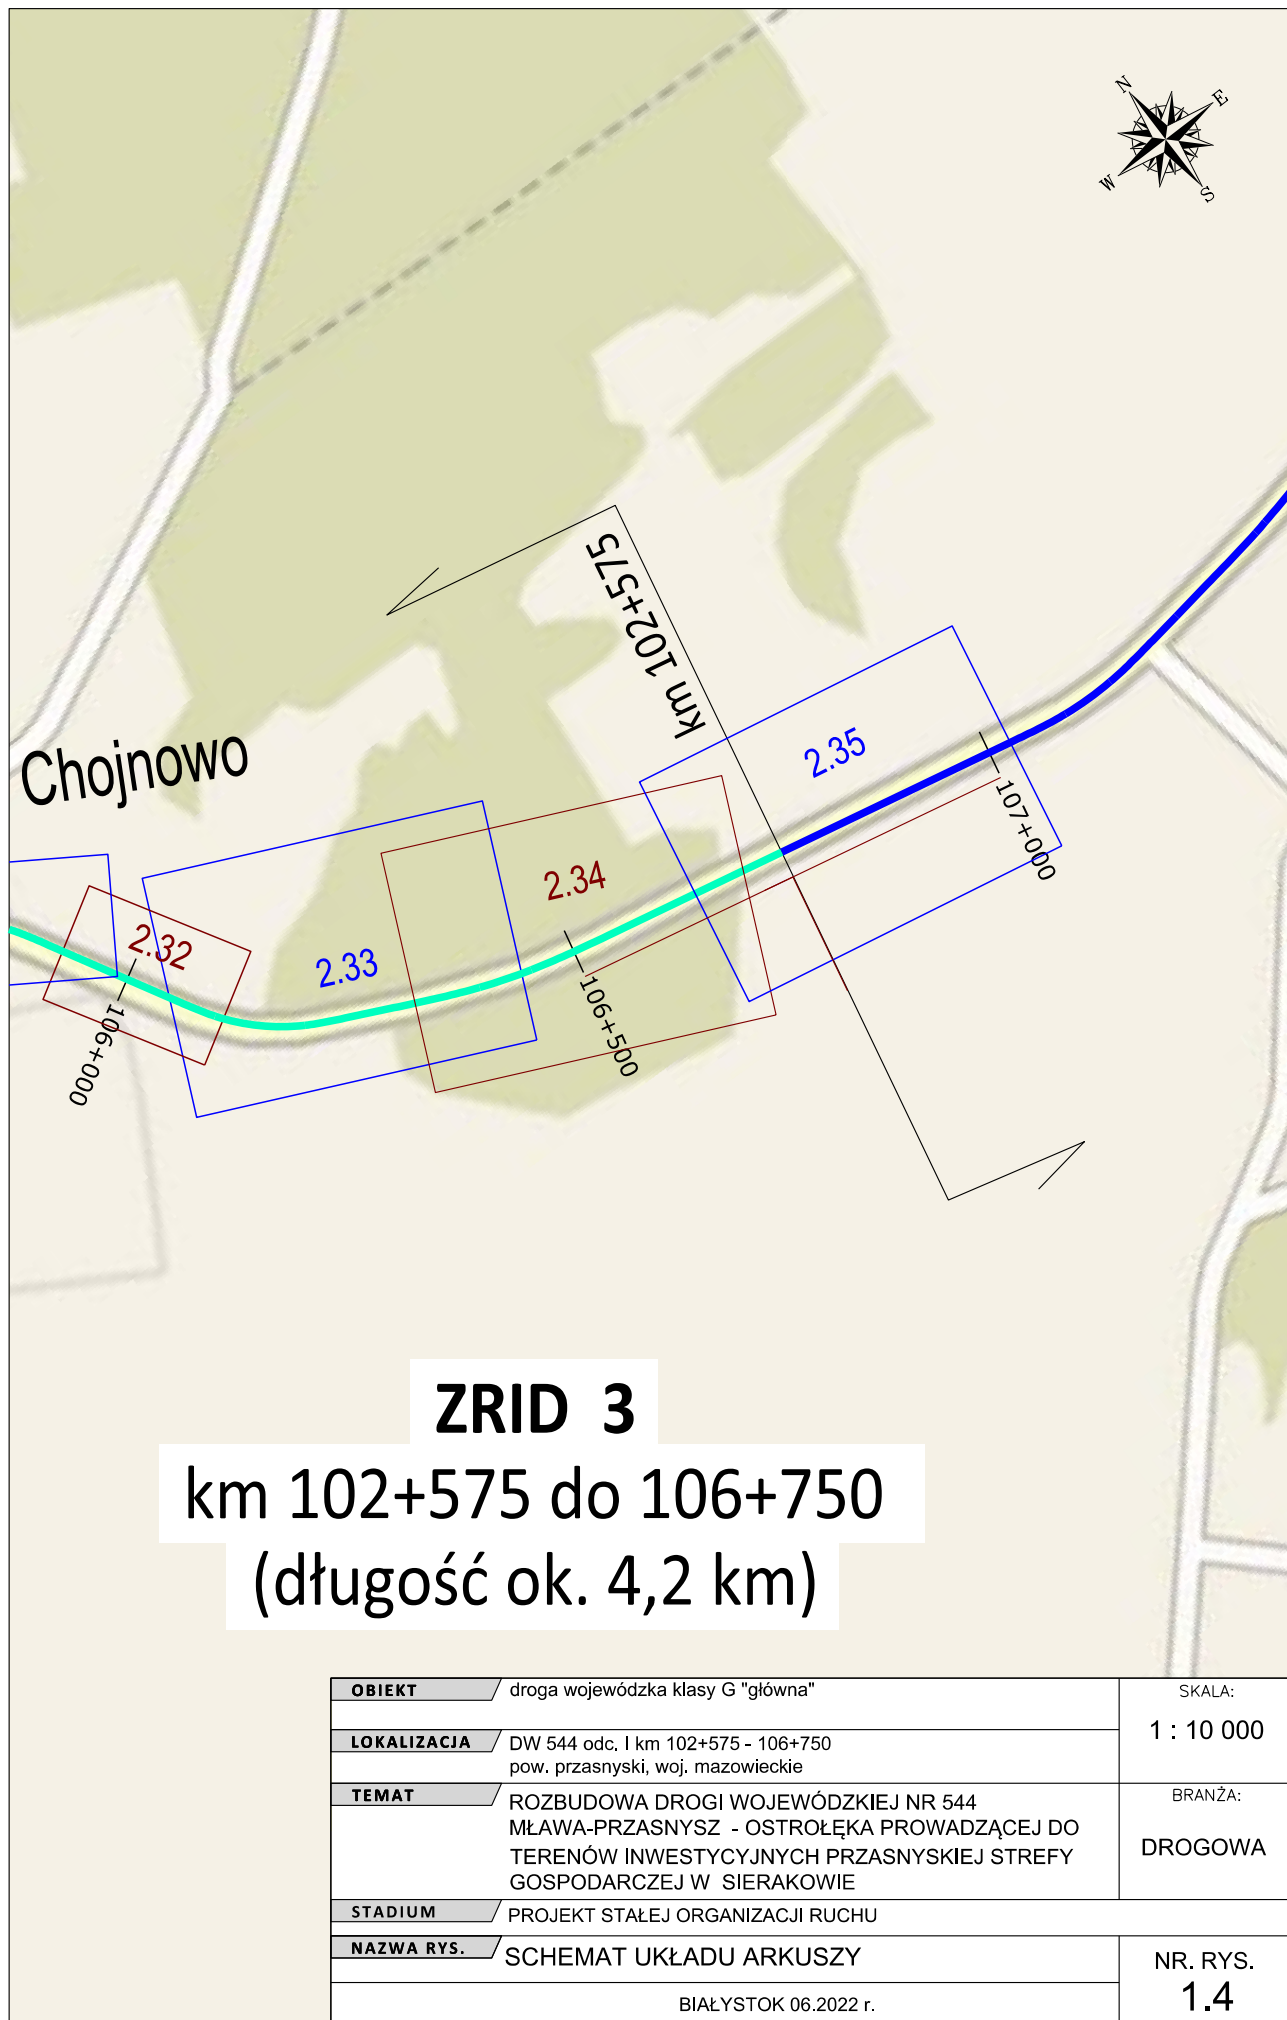 N
E
W
S
km 102+575
Chojnowo
2.35
107+000
2.34
2.32
2.33
106+500
106+000
ZRID 3
km 102+575 do 106+750
(długość ok. 4,2 km)
OBIEKT droga wojewódzka klasy G "główna"
SKALA:
1 : 10 000
LOKALIZACJA DW 544 odc. I km 102+575 - 106+750
pow. przasnyski, woj. mazowieckie
TEMAT ROZBUDOWA DROGI WOJEWÓDZKIEJ NR 544
MŁAWA-PRZASNYSZ - OSTROŁĘKA PROWADZĄCEJ DO
TERENÓW INWESTYCYJNYCH PRZASNYSKIEJ STREFY
GOSPODARCZEJ W SIERAKOWIE
BRANŻA:
DROGOWA
STADIUM PROJEKT STAŁEJ ORGANIZACJI RUCHU
NAZWA RYS. SCHEMAT UKŁADU ARKUSZY
NR. RYS.
1.4
BIAŁYSTOK 06.2022 r.